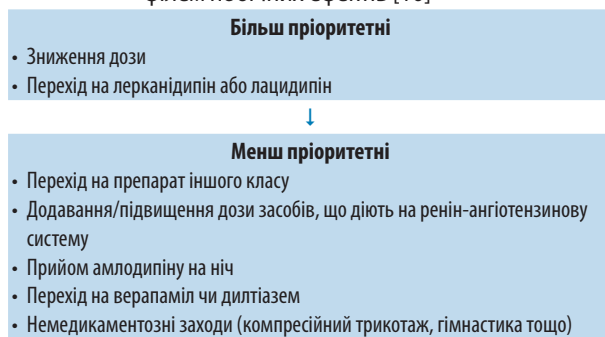 Більш пріоритетні
• Зниження дози
• Перехід на лерканідипін або лацидипін
↓
Менш пріоритетні
• Перехід на препарат іншого класу
• Додавання/підвищення дози засобів, що діють на ренін-ангіотензинову
систему
• Прийом амлодипіну на ніч
• Перехід на верапаміл чи дилтіазем
• Немедикаментозні заходи (компресійний трикотаж, гімнастика тощо)